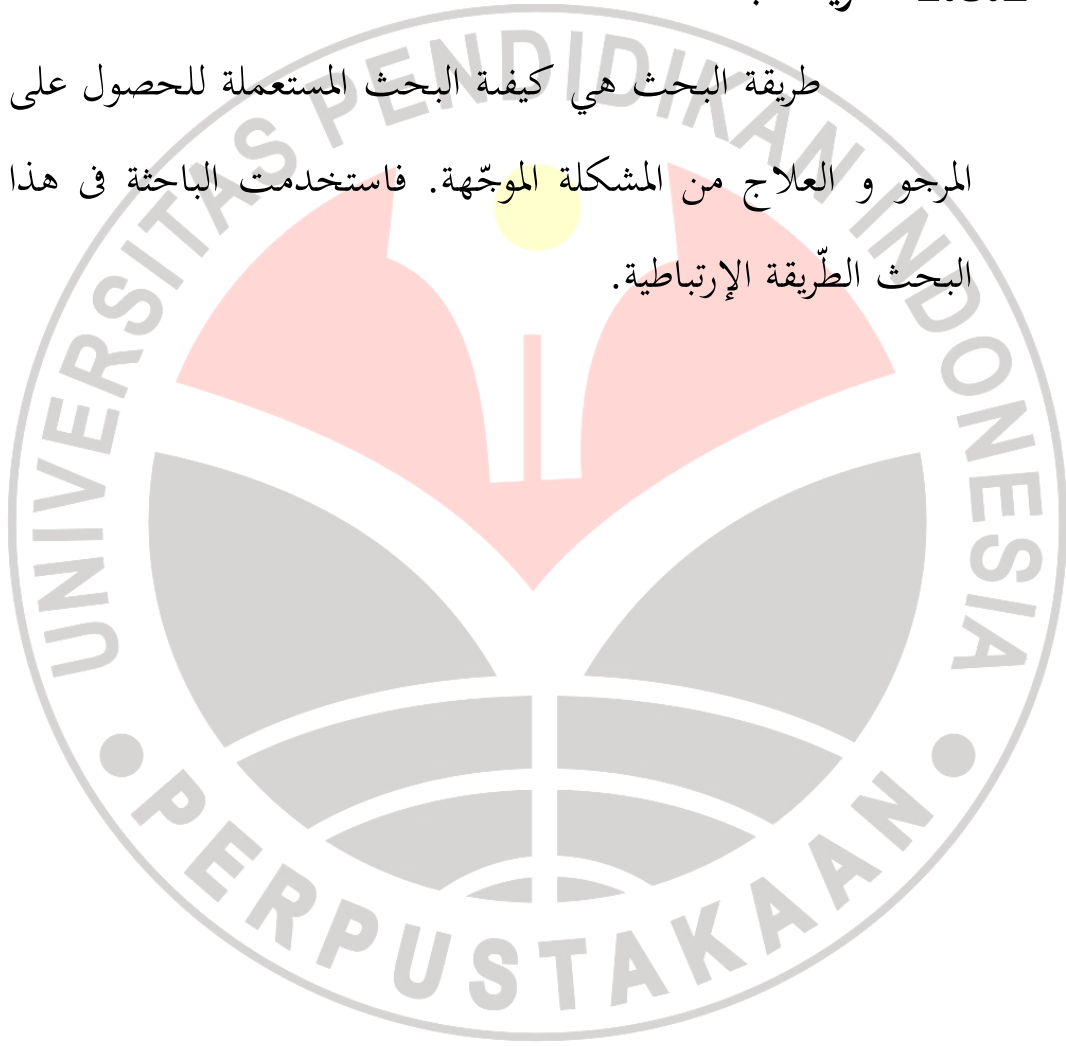 طريقة البحث هي كيفىة البحث المستعملة للحصول على
المرجو و العلاج من المشكلة الموجّهة. فاستخدمت الباحثة فى هذا
البحث الطّريقة الإرتباطية.
UNIVERSITAS PENDIDIKAN INDONESIA
PERPUSTAKAAN